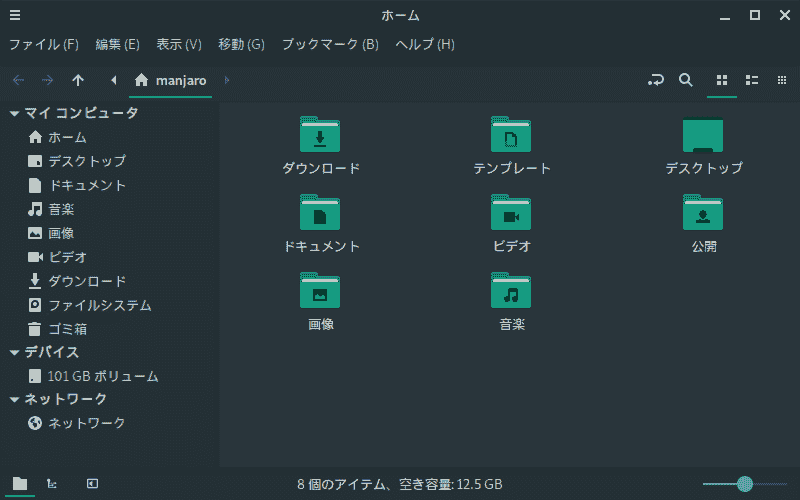 ホーム
ファイル (F) 編集 (E) 表示 (V) 移動 (G) ブックマーク (B) ヘルプ (H)
manjaro
マイ コンピュータ
ホーム
デスクトップ
ドキュメント
音楽
画像
ビデオ
ダウンロード
ファイルシステム
ゴミ箱
デバイス
101 GB ボリューム
ネットワーク
ネットワーク
ダウンロード テンプレート デスクトップ
ドキュメント ビデオ 公開
画像 音楽
8 個のアイテム、空き容量: 12.5 GB